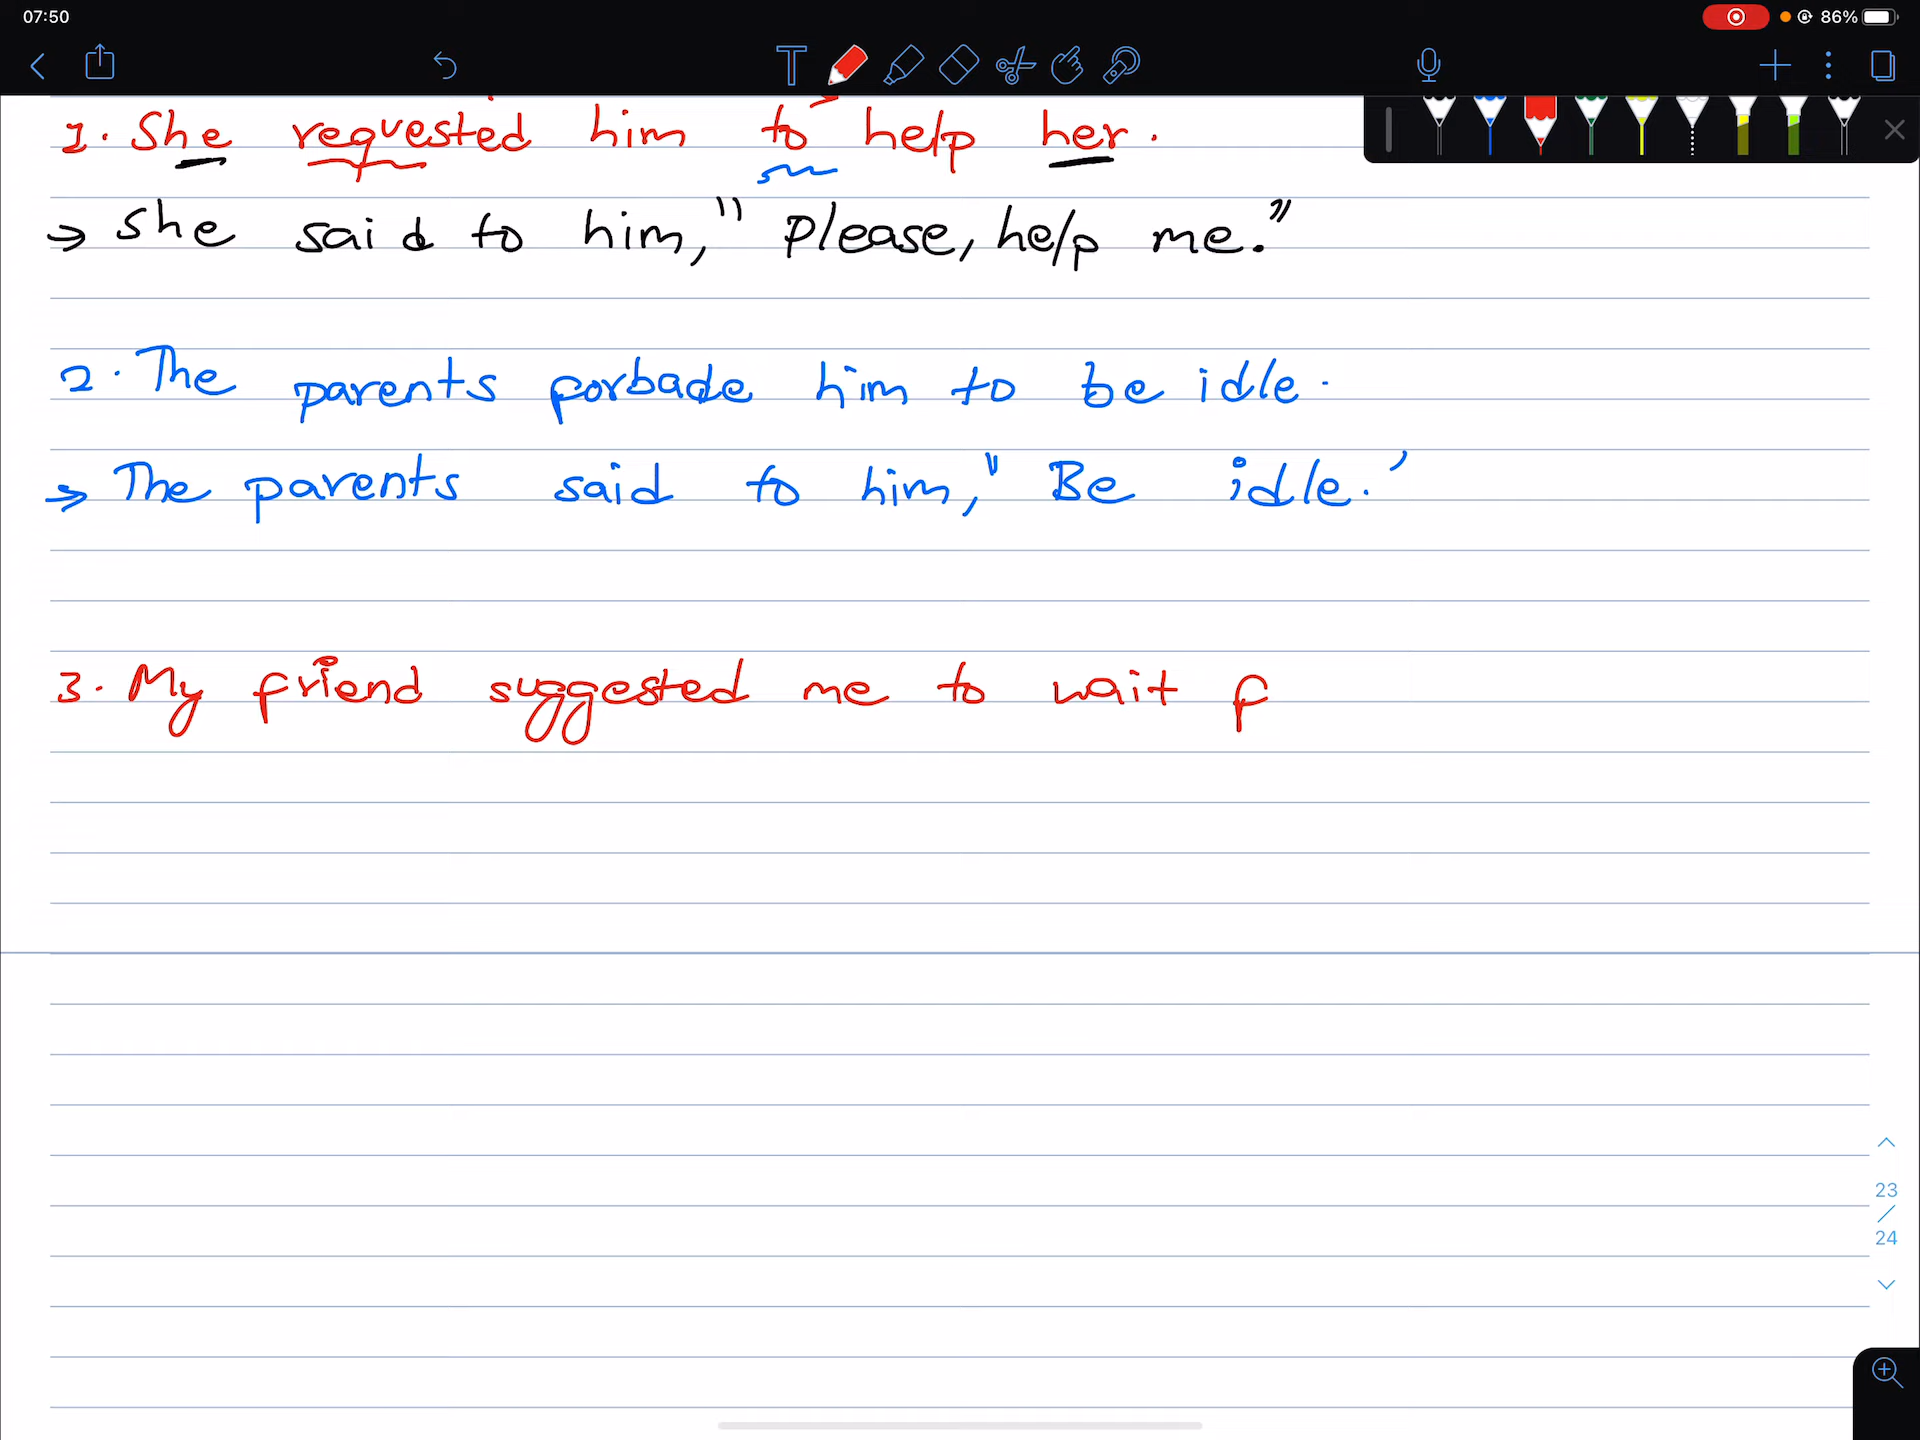 07:50
86%
1. She requested him to help her.
→ She said to him, "Please, help me."
2. The parents forbade him to be idle.
→ The parents said to him, "Be idle.'
3. My friend suggested me to wait f
23
/
24